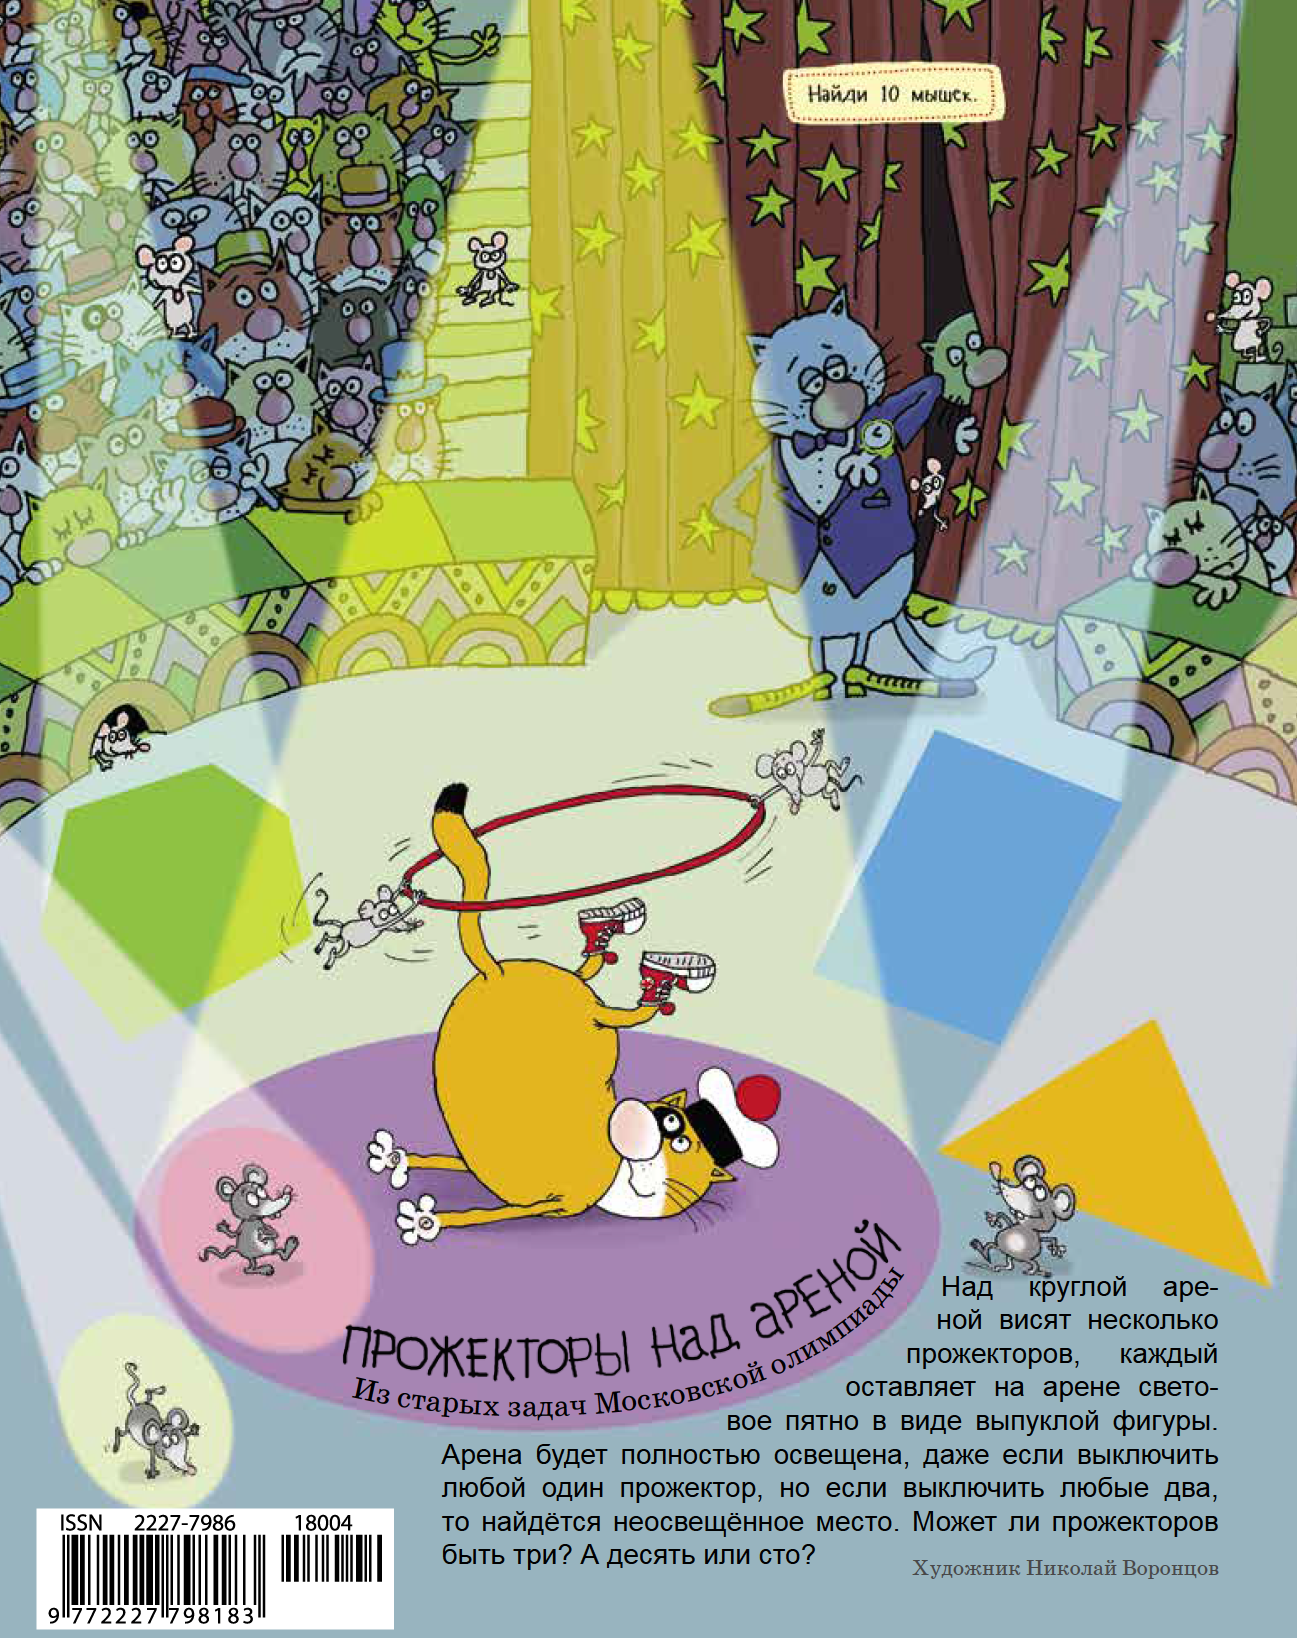 Найди 10 мышек.
ПРОЖЕКТОРЫ НАД АРЕНОЙ
Из старых задач Московской олимпиады
Над круглой аре-
ной висят несколько
прожекторов, каждый
оставляет на арене свето-
вое пятно в виде выпуклой фигуры.
Арена будет полностью освещена, даже если выключить
любой один прожектор, но если выключить любые два,
то найдётся неосвещённое место. Может ли прожекторов
быть три? А десять или сто?
Художник Николай Воронцов
ISSN 2227-7986 18004
9 772227 798183